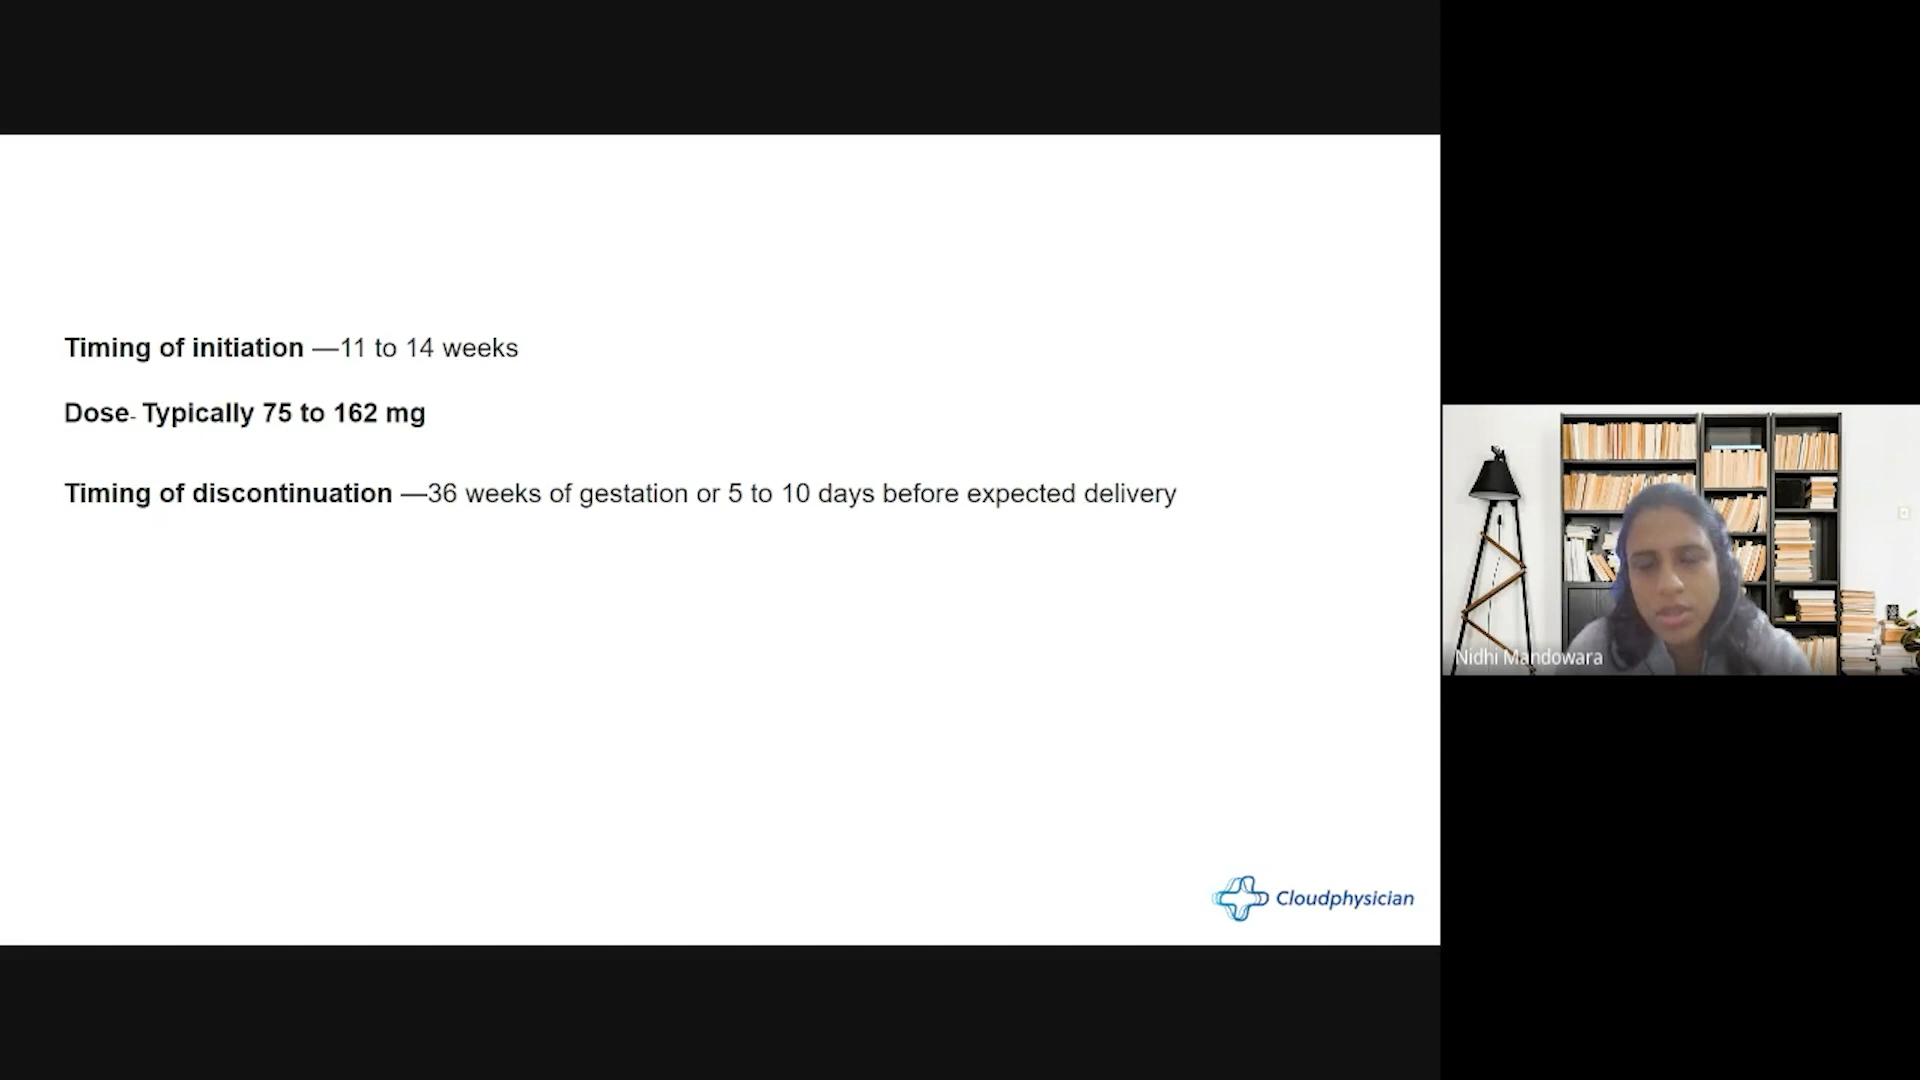 Timing of initiation —11 to 14 weeks
Dose- Typically 75 to 162 mg
Timing of discontinuation —36 weeks of gestation or 5 to 10 days before expected delivery
Cloudphysician
Nidhi Mandowara